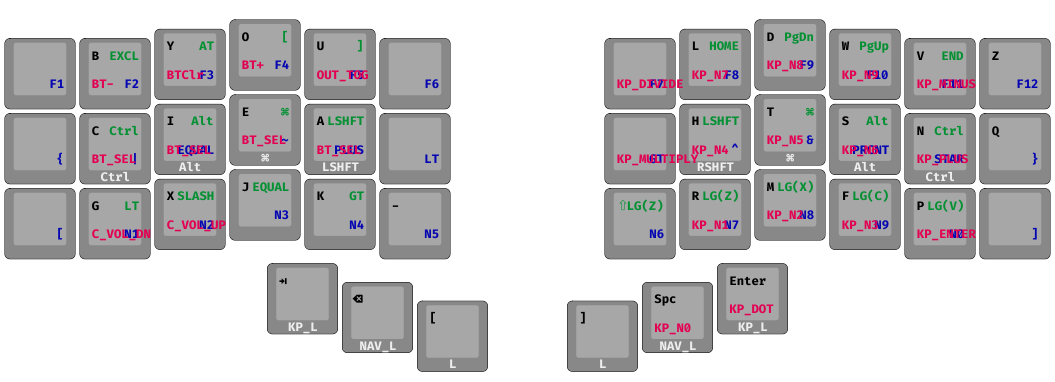 F1
B EXCL
BT- F2
Y AT
BTClr F3
O [
BT+ F4
U ]
OUT_TOG F5
F6
KP_DIVIDE F7
L HOME
KP_N7 F8
D PgDn
KP_N8 F9
W PgUp
KP_N9 F10
V END
KP_MINUS F11
Z
F12
{
C Ctrl
BT_SEL |
Ctrl
I Alt
BT_SEL EQUAL
Alt
E ⌘
BT_SEL ~
⌘
A LSHFT
BT_SEL PLUS
LSHFT
LT
KP_MULTIPLY GT
H LSHFT
KP_N4 ^
RSHFT
T ⌘
KP_N5 &
⌘
S Alt
PRCNT
Alt
N Ctrl
KP_PLUS STAR
Ctrl
Q
}
[
G LT
C_VOL_DN N1
X SLASH
C_VOL_UP N2
J EQUAL
N3
K GT
N4
-
N5
⇧LG(Z)
N6
R LG(Z)
KP_N1 N7
M LG(X)
KP_N2 N8
F LG(C)
KP_N3 N9
P LG(V)
KP_ENTER N0
]
⇥
KP_L
⌫
NAV_L
[
L
]
L
Spc
KP_N0
NAV_L
Enter
KP_DOT
KP_L